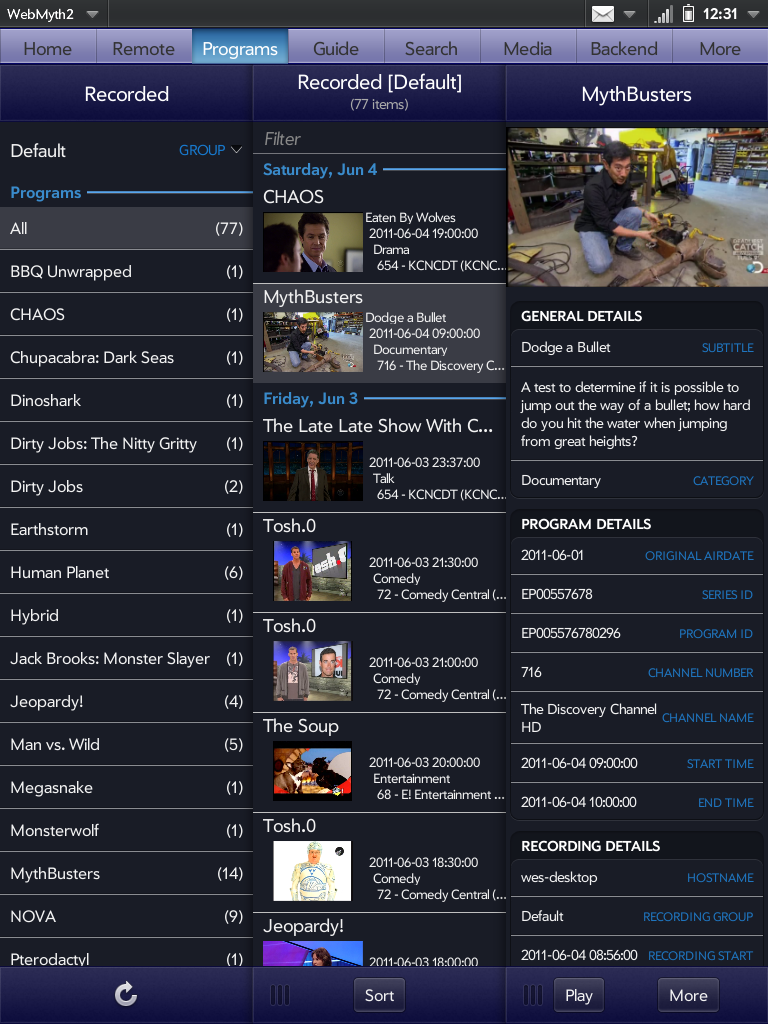 WebMyth2
12:31
Home
Remote
Programs
Guide
Search
Media
Backend
More
Recorded
Default
GROUP
Programs
All (77)
BBQ Unwrapped (1)
CHAOS (1)
Chupacabra: Dark Seas (1)
Dinoshark (1)
Dirty Jobs: The Nitty Gritty (1)
Dirty Jobs (2)
Earthstorm (1)
Human Planet (6)
Hybrid (1)
Jack Brooks: Monster Slayer (1)
Jeopardy! (4)
Man vs. Wild (5)
Megasnake (1)
Monsterwolf (1)
MythBusters (14)
NOVA (9)
Pterodactyl (1)
Recorded [Default]
(77 items)
Filter
Saturday, Jun 4
CHAOS
Eaten By Wolves
2011-06-04 19:00:00
Drama
654 - KCNCDT (KCNC...
MythBusters
Dodge a Bullet
2011-06-04 09:00:00
Documentary
716 - The Discovery C...
Friday, Jun 3
The Late Late Show With C...
2011-06-03 23:37:00
Talk
654 - KCNCDT (KCNC...
Tosh.0
2011-06-03 21:30:00
Comedy
72 - Comedy Central (...
Tosh.0
2011-06-03 21:00:00
Comedy
72 - Comedy Central (...
The Soup
2011-06-03 20:00:00
Entertainment
68 - E! Entertainment ...
Tosh.0
2011-06-03 18:30:00
Comedy
72 - Comedy Central (...
Jeopardy!
2011-06-03 18:00:00
Sort
MythBusters
CATCH
GENERAL DETAILS
Dodge a Bullet SUBTITLE
A test to determine if it is possible to
jump out the way of a bullet; how hard
do you hit the water when jumping
from great heights?
Documentary CATEGORY
PROGRAM DETAILS
2011-06-01 ORIGINAL AIRDATE
EP00557678 SERIES ID
EP005576780296 PROGRAM ID
716 CHANNEL NUMBER
The Discovery Channel
HD CHANNEL NAME
2011-06-04 09:00:00 START TIME
2011-06-04 10:00:00 END TIME
RECORDING DETAILS
wes-desktop HOSTNAME
Default RECORDING GROUP
2011-06-04 08:56:00 RECORDING START
Play
More